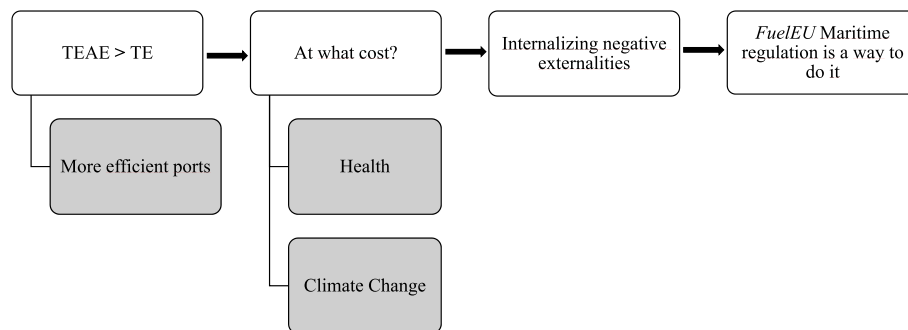 TEAE > TE
At what cost?
Internalizing negative
externalities
FuelEU Maritime
regulation is a way to
do it
More efficient ports
Health
Climate Change